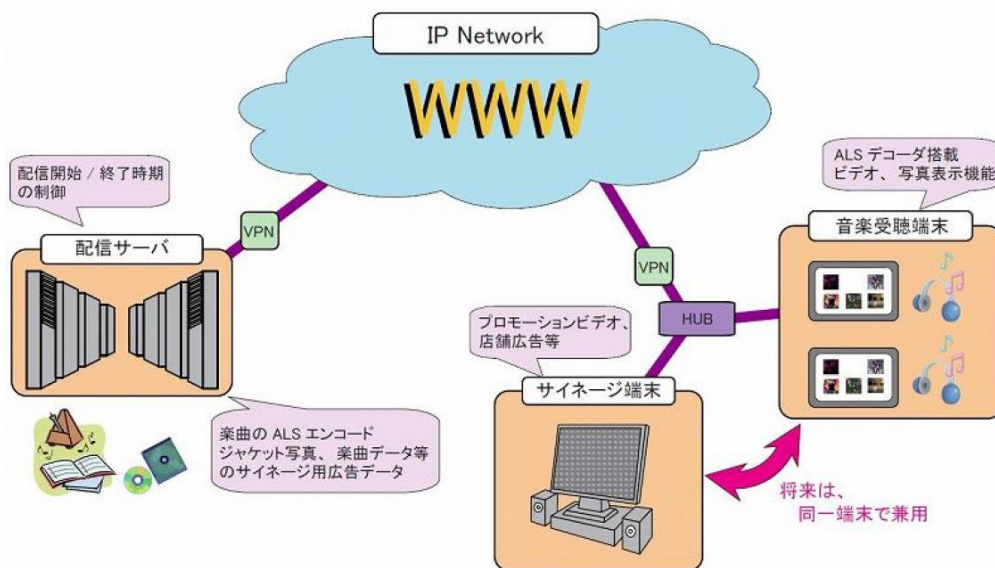 IP Network
WWW
配信開始 / 終了時期
の制御
VPN
配信サーバ
楽曲の ALS エンコード
ジャケット写真、楽曲データ等
のサイネージ用広告データ
VPN
HUB
プロモーションビデオ、
店舗広告等
サイネージ端末
ALS デコーダ搭載
ビデオ、写真表示機能
音楽受聴端末
将来は、
同一端末で兼用